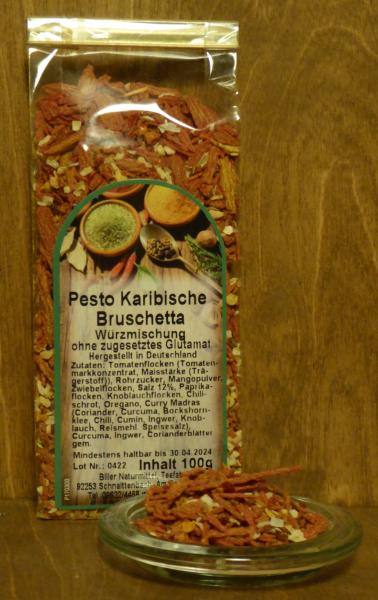 Pesto Karibische
Bruschetta
Würzmischung
ohne zugesetztes Glutamat
Hergestellt in Deutschland
Zutaten: Tomatenflocken (Tomaten-
markkonzentrat, Maisstärke (Trä-
gerstoff)), Rohrzucker, Mangopulver,
Zwiebelflocken, Salz 12%, Paprika-
flocken, Knoblauchflocken, Chili-
schrot, Oregano, Curry Madras
(Coriander, Curcuma, Bockshorn-
klee, Chili, Cumin, Ingwer, Knob-
lauch, Reismehl, Speisesalz),
Curcuma, Ingwer, Corianderblätter
gem.
Mindestens haltbar bis 30.04.2024
Lot Nr.: 0422 Inhalt 100g
Biller Naturmittel,
92253 Schnaittenbach
Tel.